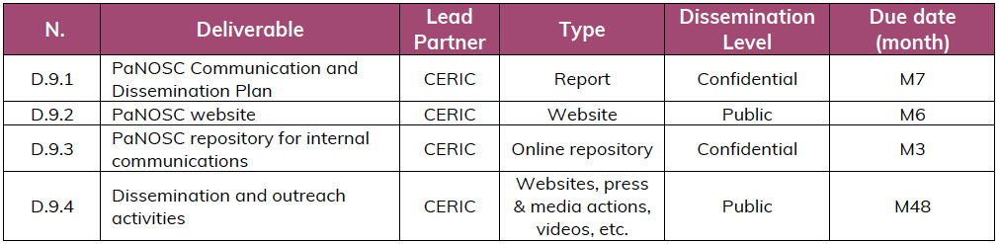 N. Deliverable Lead Partner Type Dissemination Level Due date (month)
D.9.1 PaNOSC Communication and Dissemination Plan CERIC Report Confidential M7
D.9.2 PaNOSC website CERIC Website Public M6
D.9.3 PaNOSC repository for internal communications CERIC Online repository Confidential M3
D.9.4 Dissemination and outreach activities CERIC Websites, press & media actions, videos, etc. Public M48